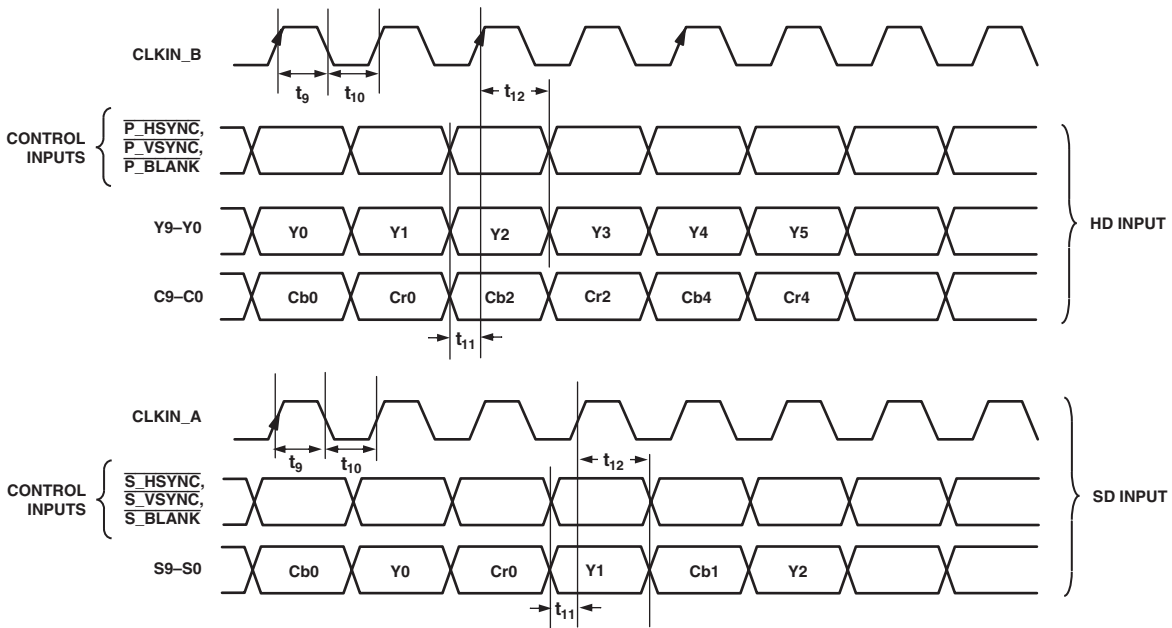 CLKIN_B
t9 t10 t12
CONTROL INPUTS
P_HSYNC,
P_VSYNC,
P_BLANK
Y9–Y0 Y0 Y1 Y2 Y3 Y4 Y5
HD INPUT
C9–C0 Cb0 Cr0 Cb2 Cr2 Cb4 Cr4
t11
CLKIN_A
t9 t10 t12
CONTROL INPUTS
S_HSYNC,
S_VSYNC,
S_BLANK
SD INPUT
S9–S0 Cb0 Y0 Cr0 Y1 Cb1 Y2
t11